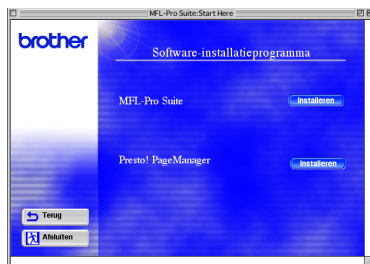 MFL-Pro Suite:Start Here
brother
Software-installatieprogramma
MFL-Pro Suite
Installeren
Presto! PageManager
Installeren
Terug
Afsluiten